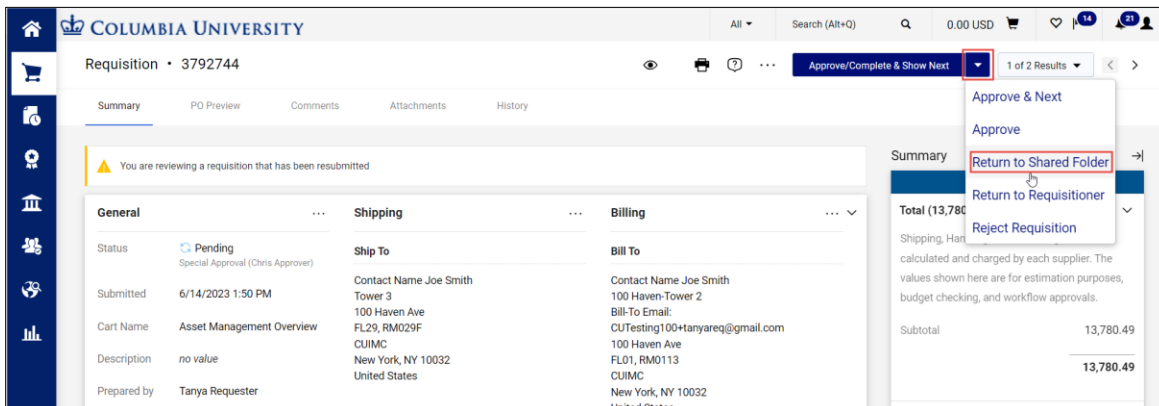 COLUMBIA UNIVERSITY
All
Search (Alt+Q)
0.00 USD
14
21
Requisition • 3792744
Approve/Complete & Show Next
1 of 2 Results
Summary
PO Preview
Comments
Attachments
History
Approve & Next
Approve
Return to Shared Folder
Return to Requisitioner
Reject Requisition
You are reviewing a requisition that has been resubmitted
General
Status
Pending
Special Approval (Chris Approver)
Submitted
6/14/2023 1:50 PM
Cart Name
Asset Management Overview
Description
no value
Prepared by
Tanya Requester
Shipping
Ship To
Contact Name Joe Smith
Tower 3
100 Haven Ave
FL29, RM029F
CUIMC
New York, NY 10032
United States
Billing
Bill To
Contact Name Joe Smith
100 Haven-Tower 2
Bill-To Email:
CUTesting100+tanyareq@gmail.com
100 Haven Ave
FL01, RM0113
CUIMC
New York, NY 10032
United States
Summary
Total (13,780
Shipping, Han
calculated and charged by each supplier. The
values shown here are for estimation purposes,
budget checking, and workflow approvals.
Subtotal
13,780.49
13,780.49